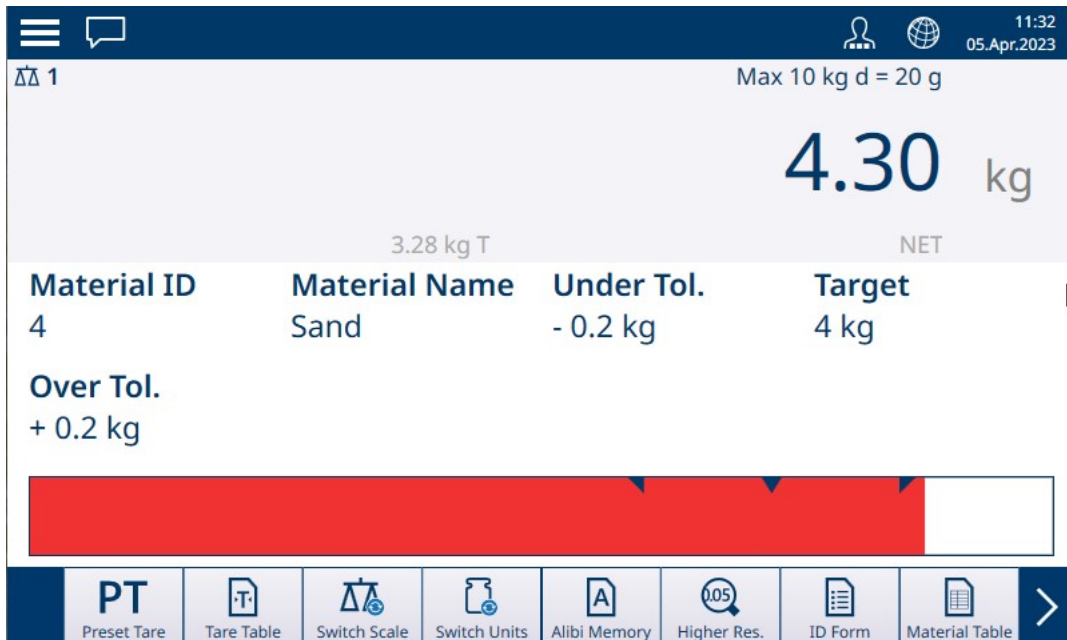 11:32
05.Apr.2023
1
Max 10 kg d = 20 g
4.30 kg
3.28 kg T
NET
Material ID
Material Name
Under Tol.
Target
4
Sand
- 0.2 kg
4 kg
Over Tol.
+ 0.2 kg
PT
T
A
0.05
Preset Tare
Tare Table
Switch Scale
Switch Units
Alibi Memory
Higher Res.
ID Form
Material Table